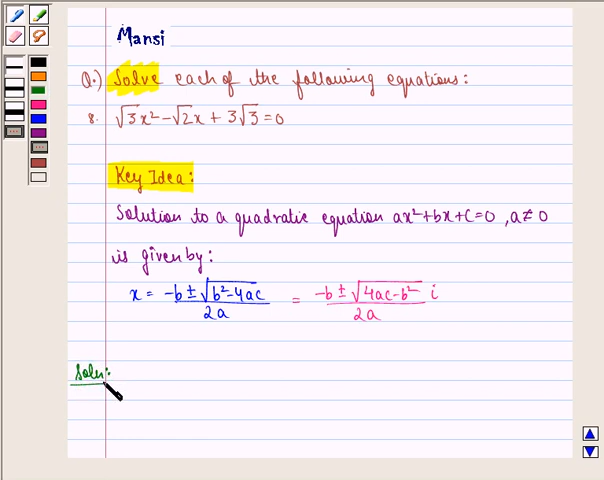 Mansi
Q.) Solve each of the following equations:
8. √3x² - √2x + 3√3 = 0
Key Idea:
Solution to a quadratic equation ax²+bx+c=0, a≠0
is given by:
x = -b ± √b²-4ac / 2a = -b ± √4ac-b² i / 2a
Soln: